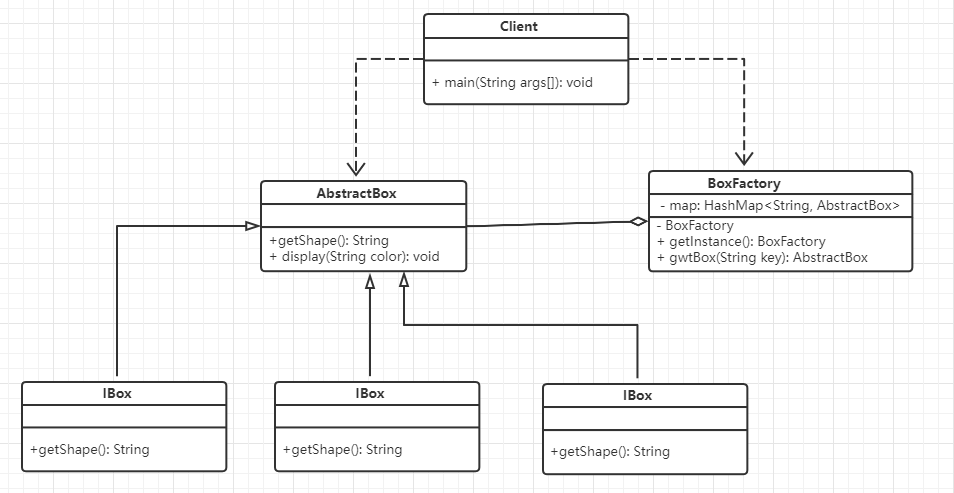 Client
+ main(String args[]): void
AbstractBox
+getShape(): String
+ display(String color): void
BoxFactory
- map: HashMap<String, AbstractBox>
- BoxFactory
+ getInstance(): BoxFactory
+ gwtBox(String key): AbstractBox
IBox
+getShape(): String
IBox
+getShape(): String
IBox
+getShape(): String